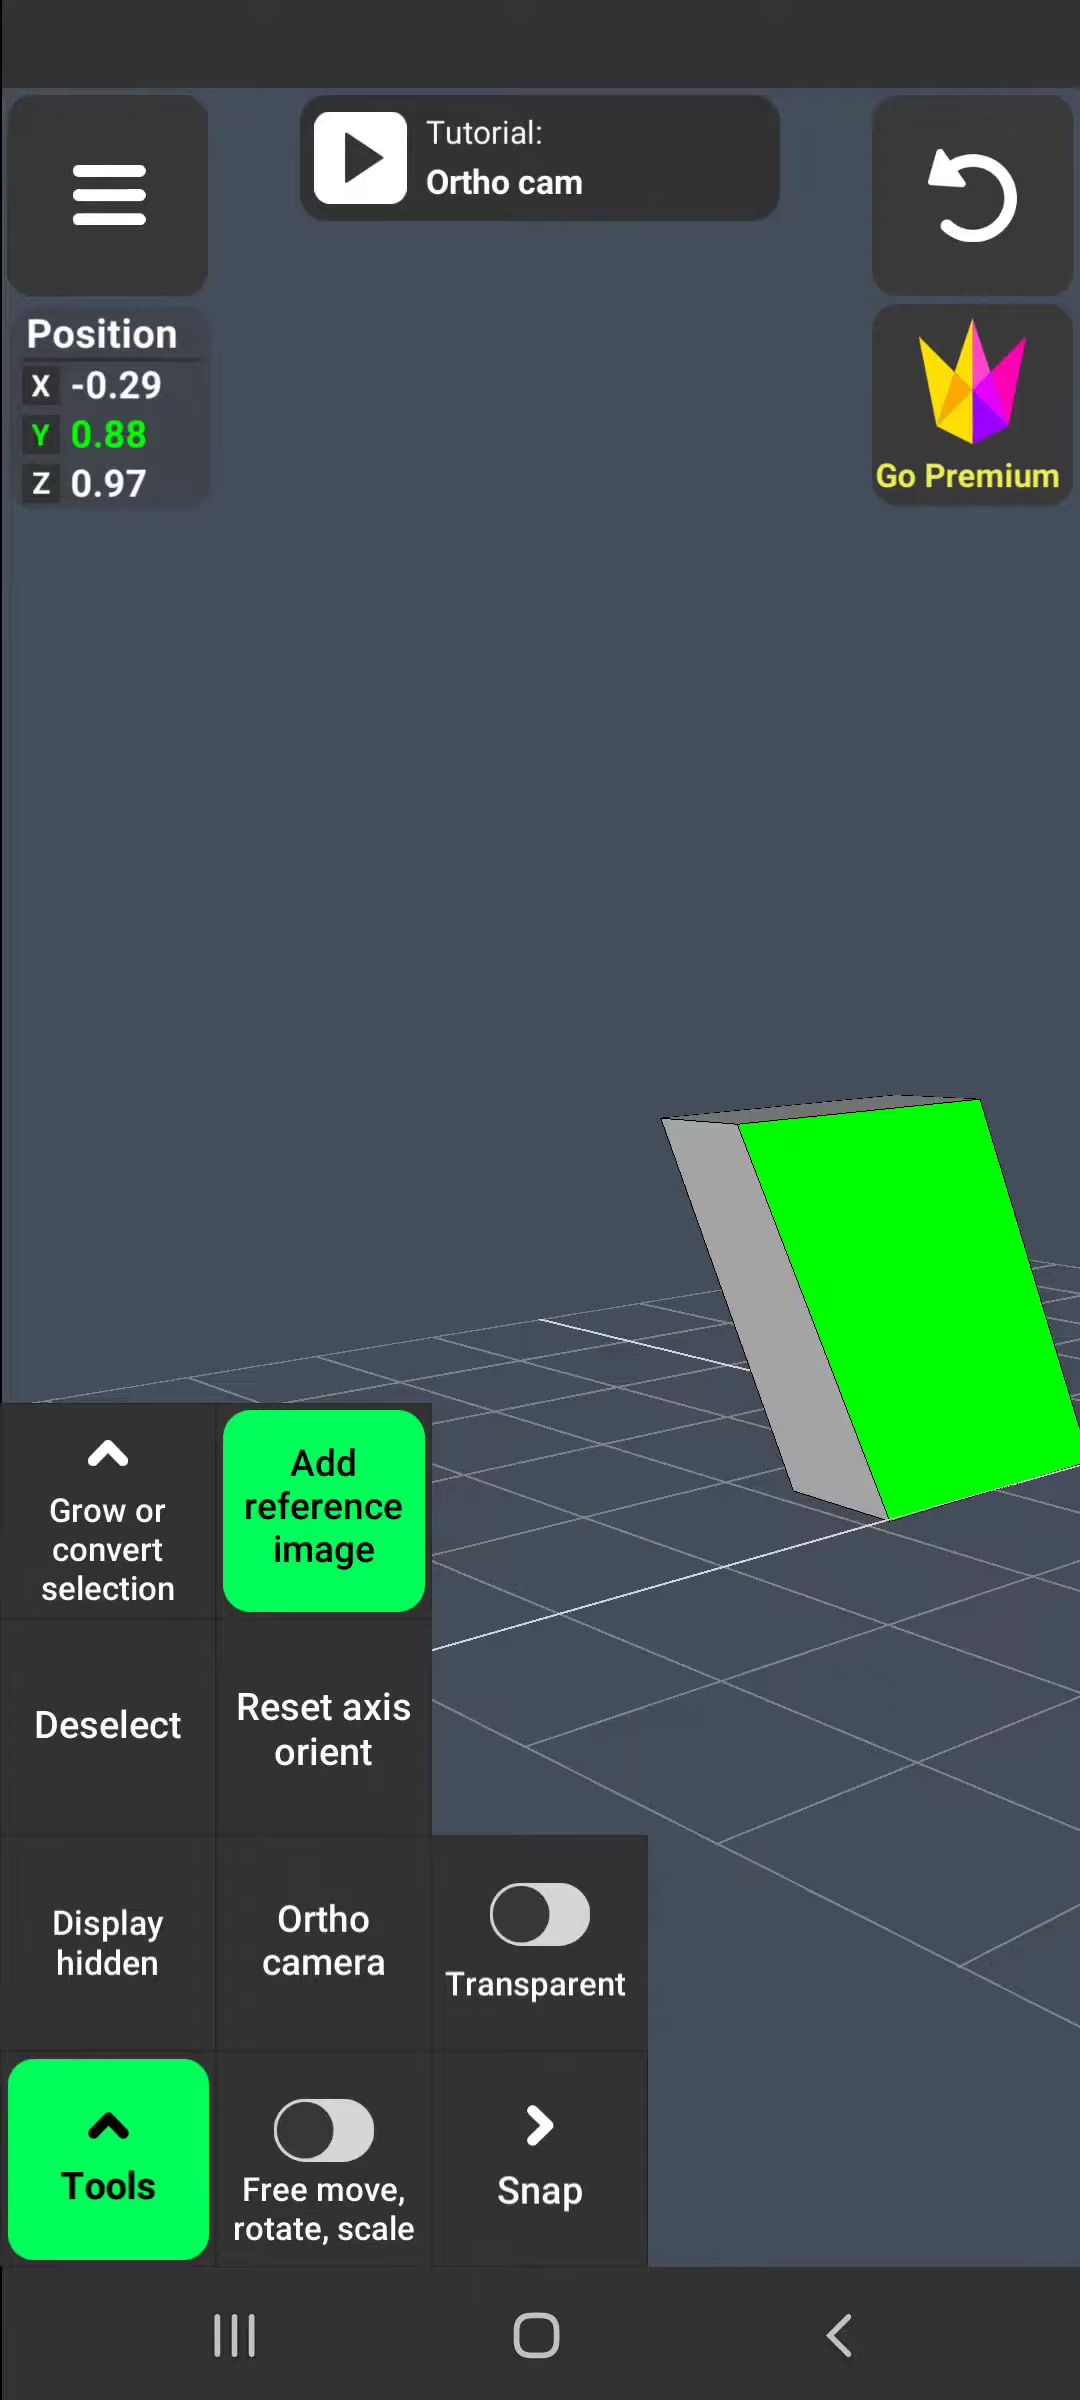 Tutorial:
Ortho cam
Position
X -0.29
Y 0.88
Z 0.97
Go Premium
Grow or
convert
selection
Add
reference
image
Deselect
Reset axis
orient
Display
hidden
Ortho
camera
Transparent
Tools
Free move,
rotate, scale
Snap